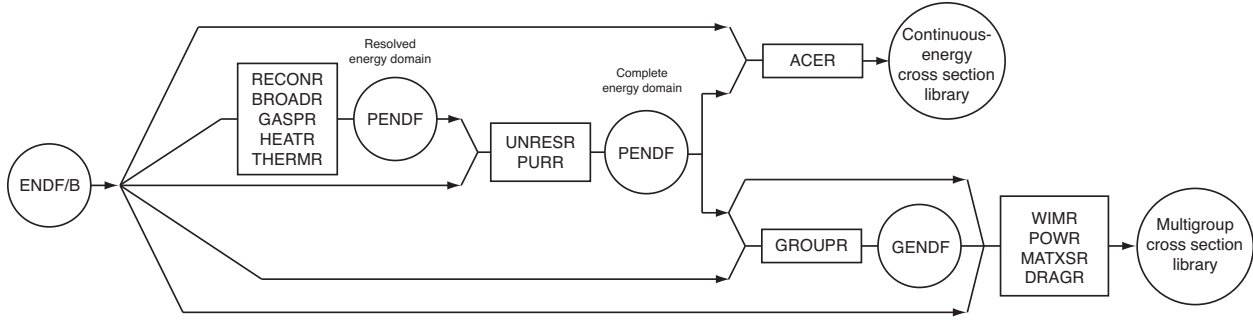 ENDF/B
RECONR
BROADR
GASPR
HEATR
THERMR
Resolved
energy domain
PENDF
UNRESR
PURR
Complete
energy domain
PENDF
ACER
Continuous-
energy
cross section
library
GROUPR
GENDF
WIMR
POWR
MATXSR
DRAGR
Multigroup
cross section
library